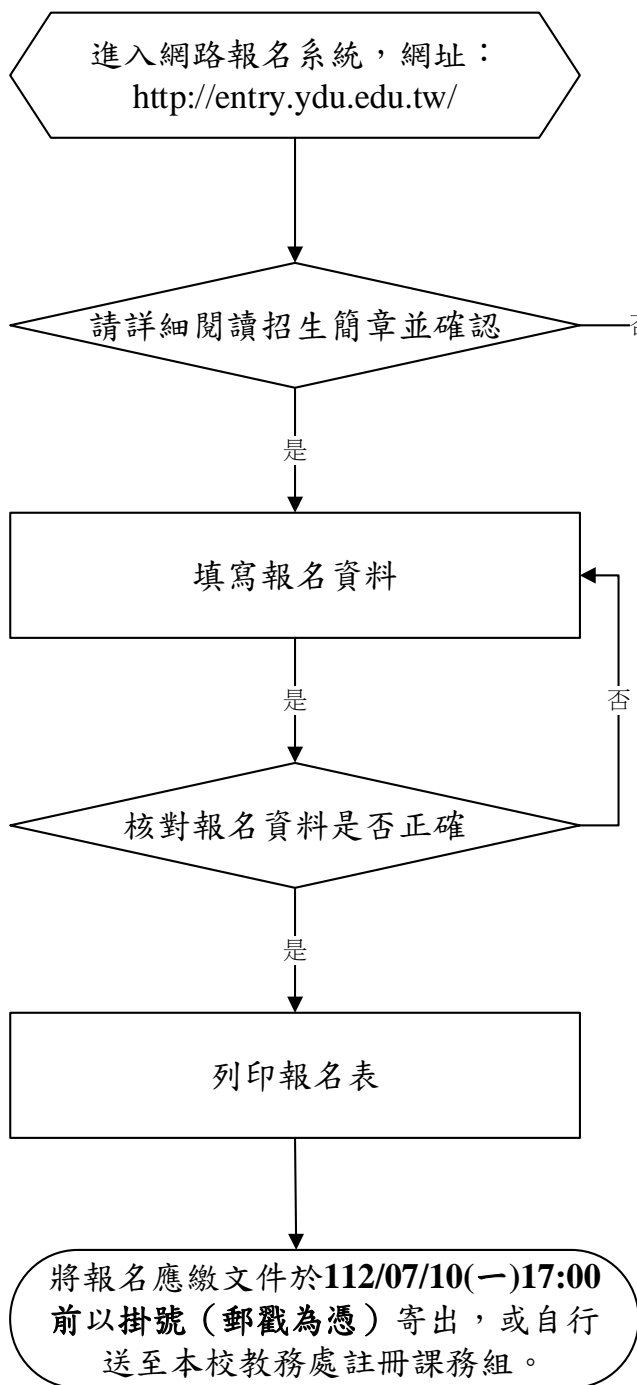 進入網路報名系統，網址：
http://entry.ydu.edu.tw/
請詳細閱讀招生簡章並確認
否
是
填寫報名資料
是
否
核對報名資料是否正確
是
列印報名表
將報名應繳文件於112/07/10(一)17:00
前以掛號（郵戳為憑）寄出，或自行
送至本校教務處註冊課務組。